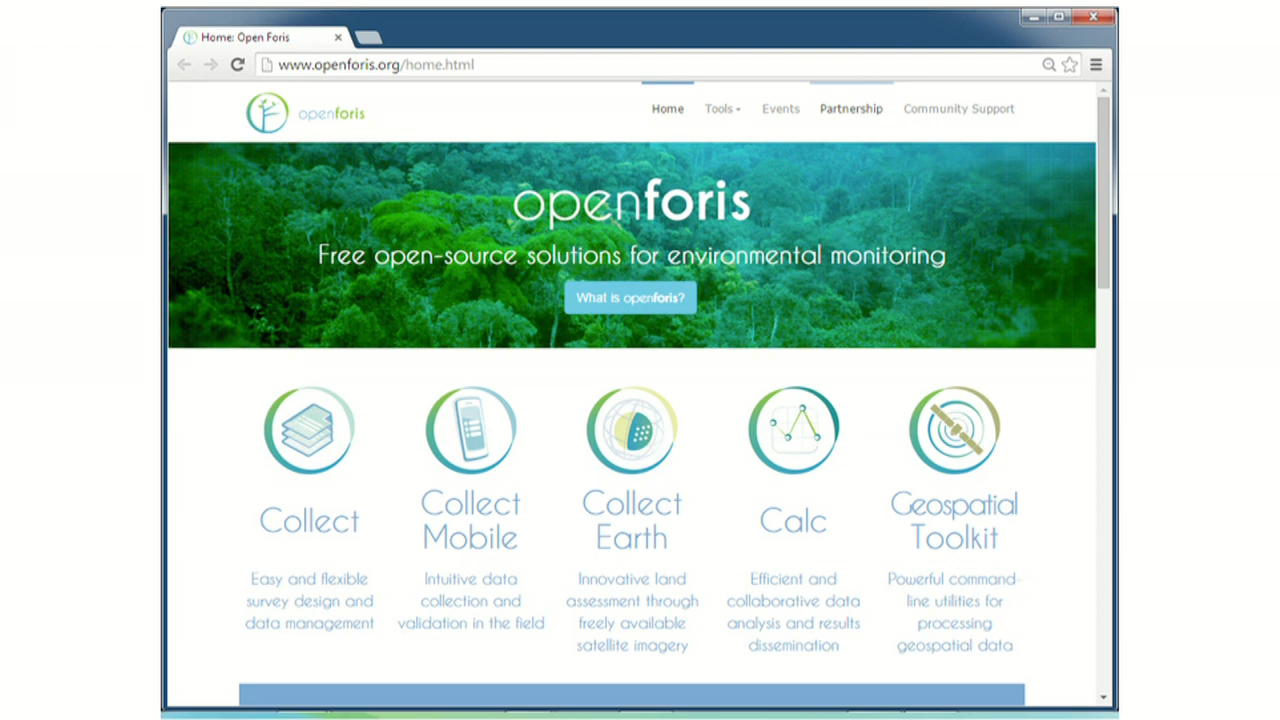 Home: Open Foris
www.openforis.org/home.html
openforis
Home Tools Events Partnership Community Support
openforis
Free open-source solutions for environmental monitoring
What is openforis?
Collect
Collect
Mobile
Collect
Earth
Calc
Geospatial
Toolkit
Easy and flexible
survey design and
data management
Intuitive data
collection and
validation in the field
Innovative land
assessment through
freely available
satellite imagery
Efficient and
collaborative data
analysis and results
dissemination
Powerful command-
line utilities for
processing
geospatial data